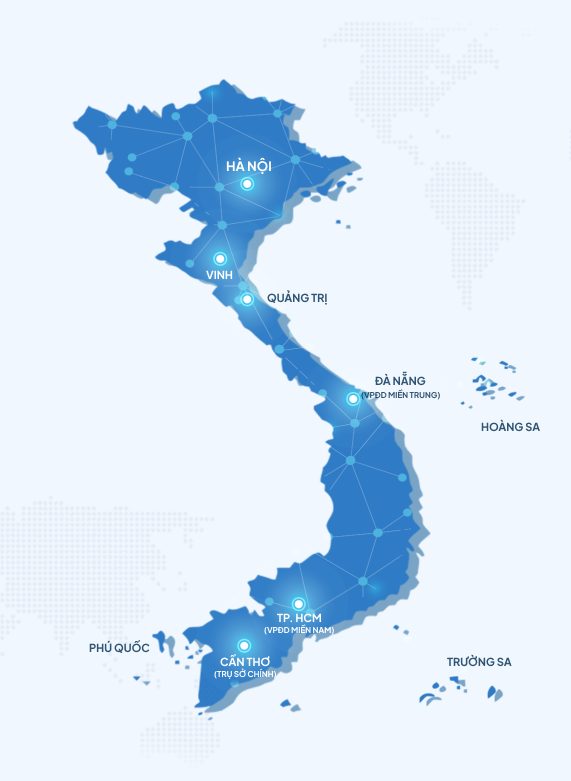 HÀ NỘI
VINH
QUẢNG TRỊ
ĐÀ NẴNG
(VPĐD MIỀN TRUNG)
HOÀNG SA
TP. HCM
(VPĐD MIỀN NAM)
PHÚ QUỐC
CẦN THƠ
(TRỤ SỞ CHÍNH)
TRƯỜNG SA